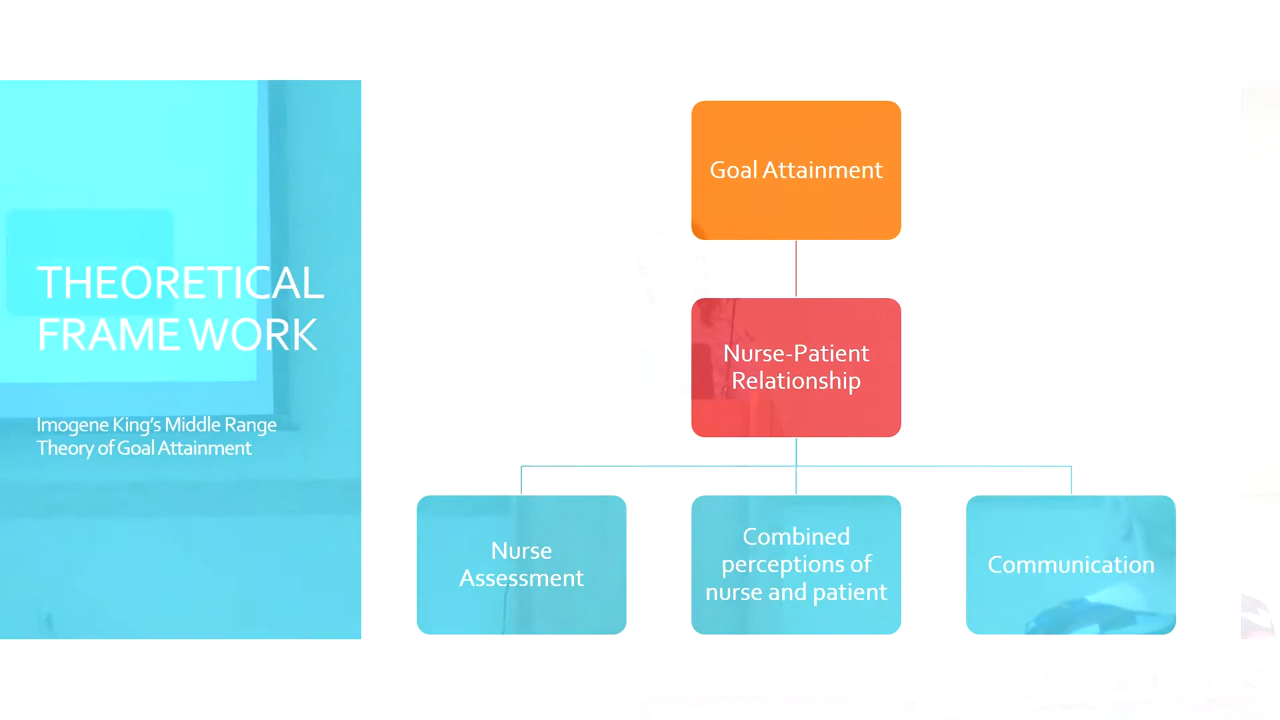 THEORETICAL
FRAME WORK
Imogene King's Middle Range
Theory of Goal Attainment
Goal Attainment
Nurse-Patient
Relationship
Nurse
Assessment
Combined
perceptions of
nurse and patient
Communication